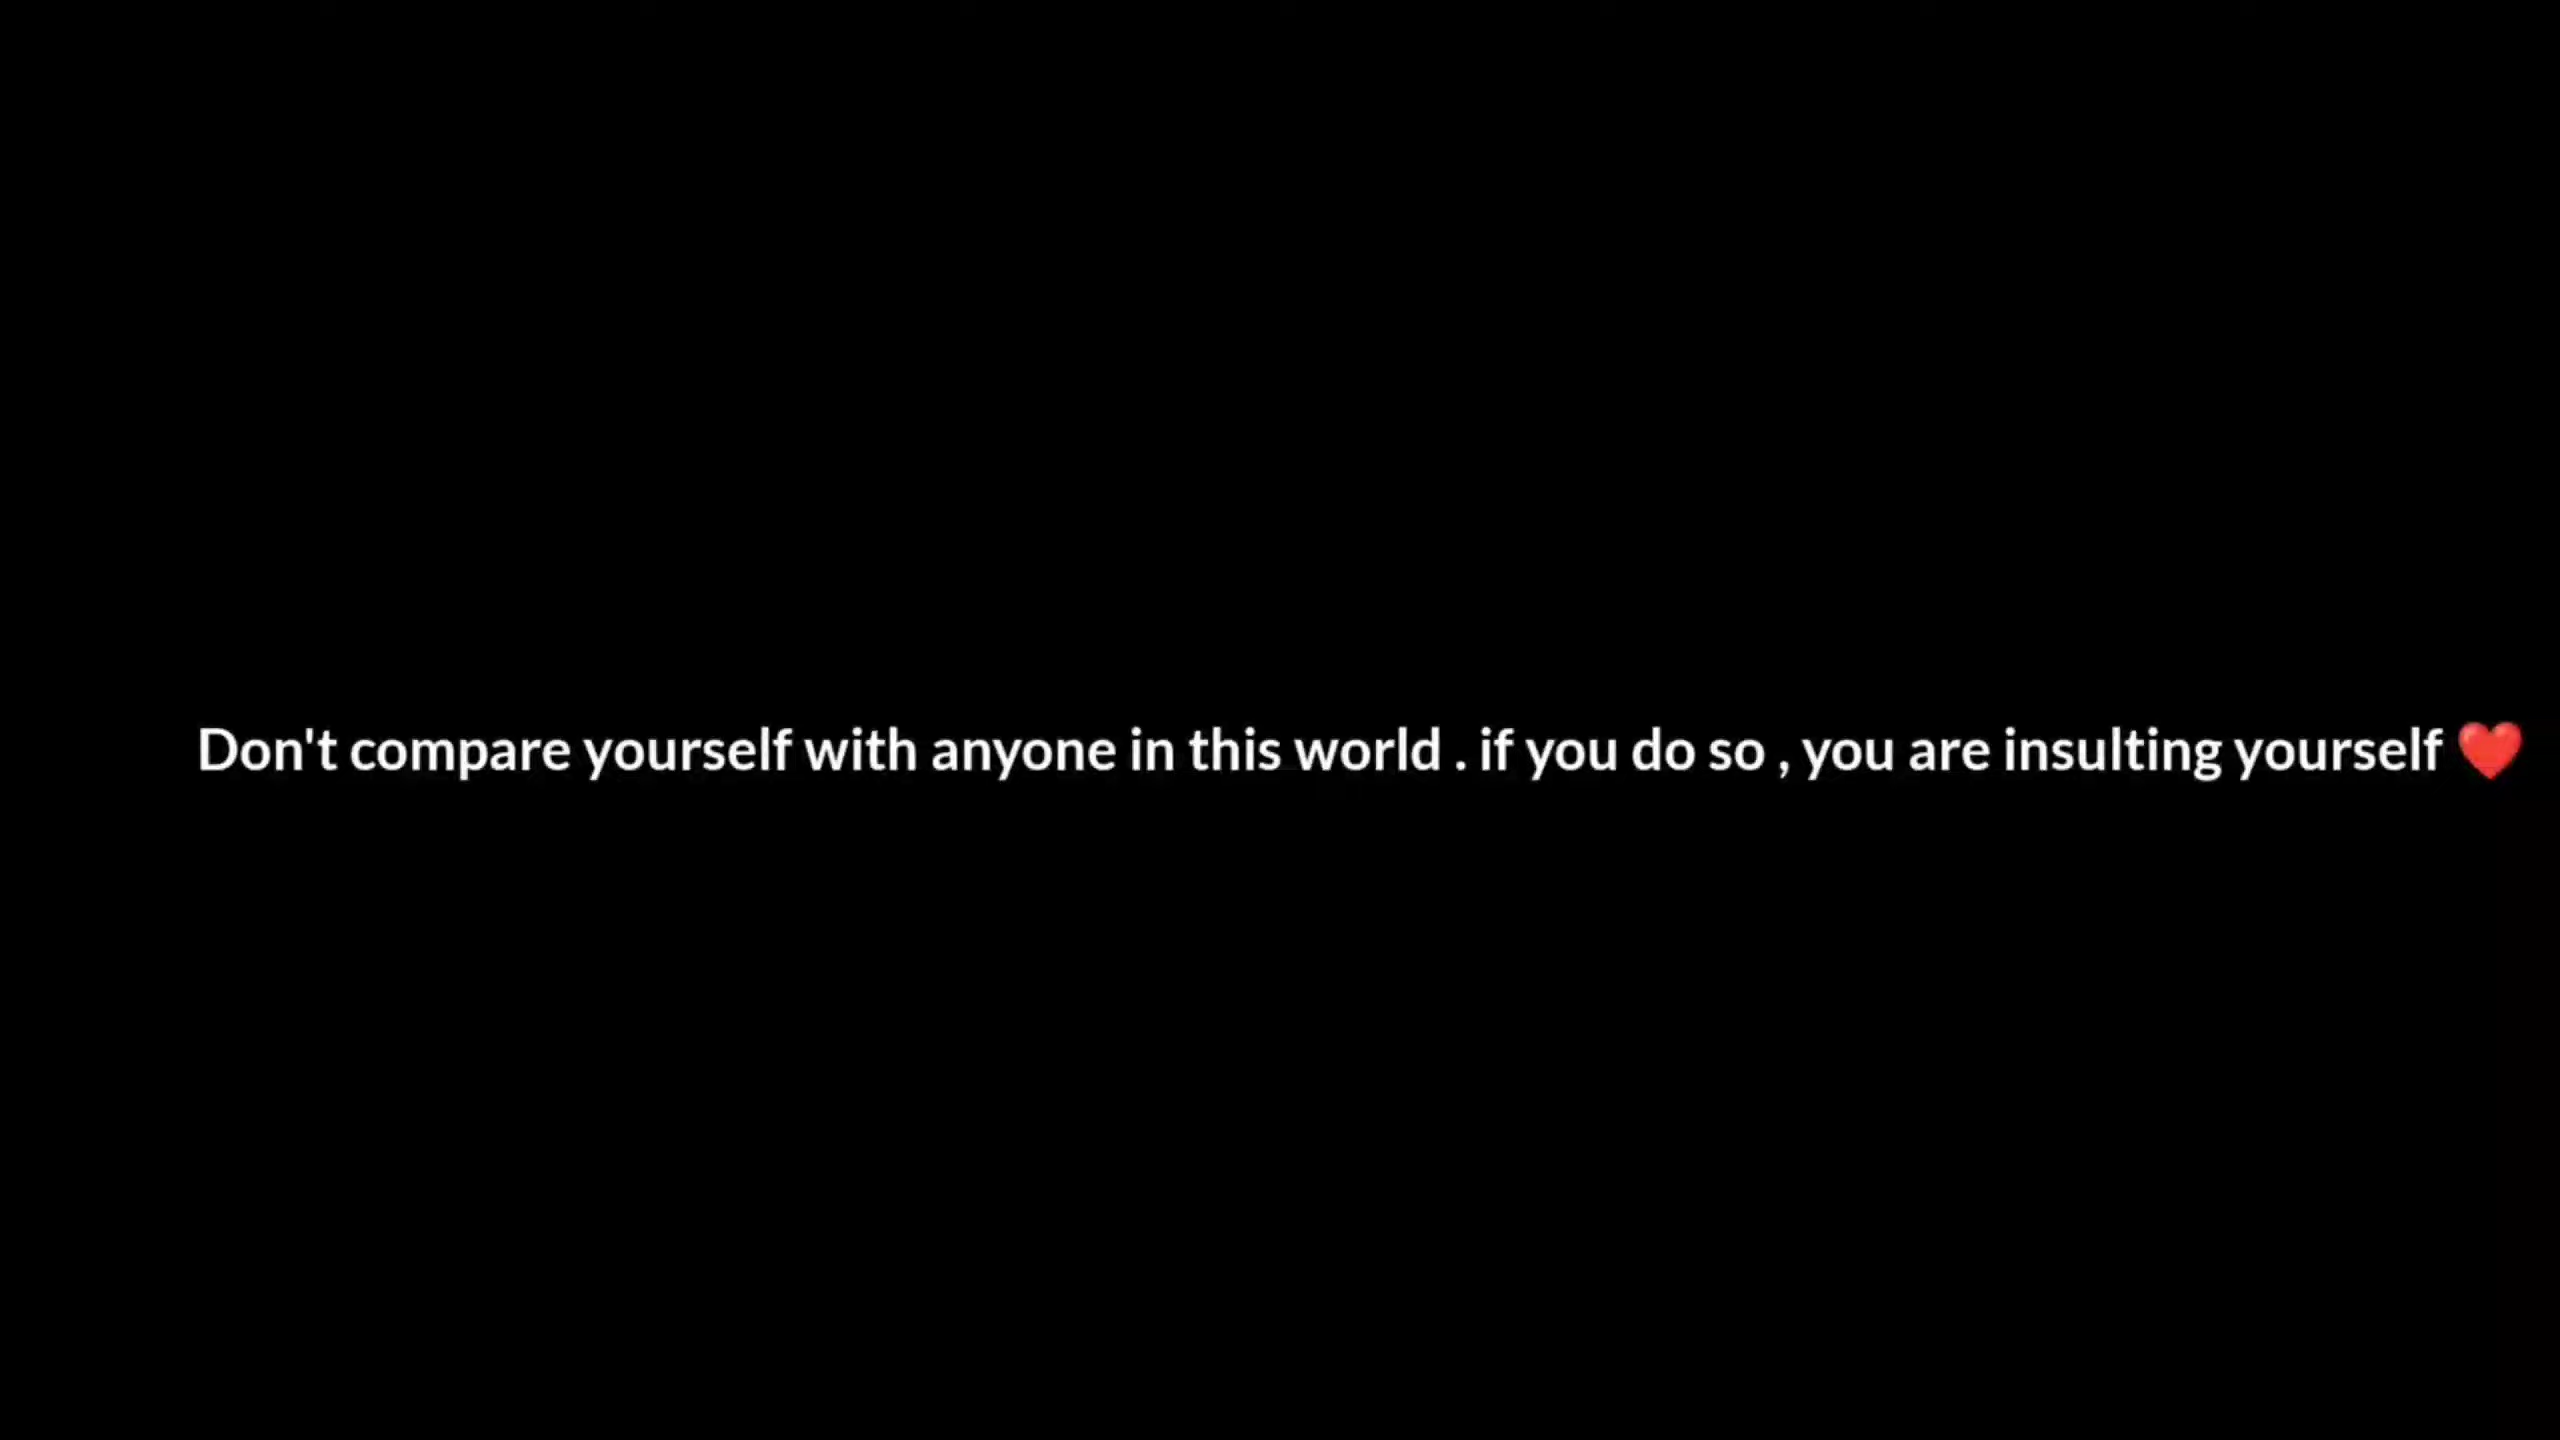 Don't compare yourself with anyone in this world . if you do so , you are insulting yourself ❤️